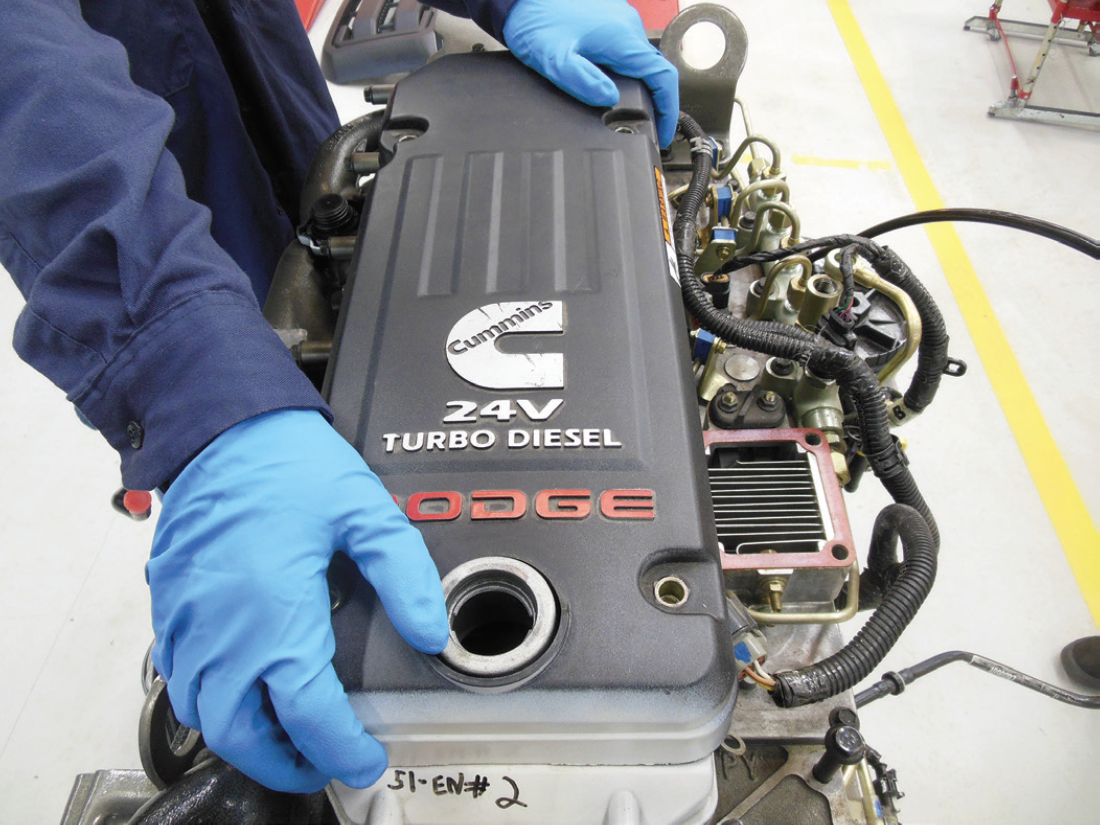 Cummins
24V
TURBO DIESEL
DODGE
51-EN# 2